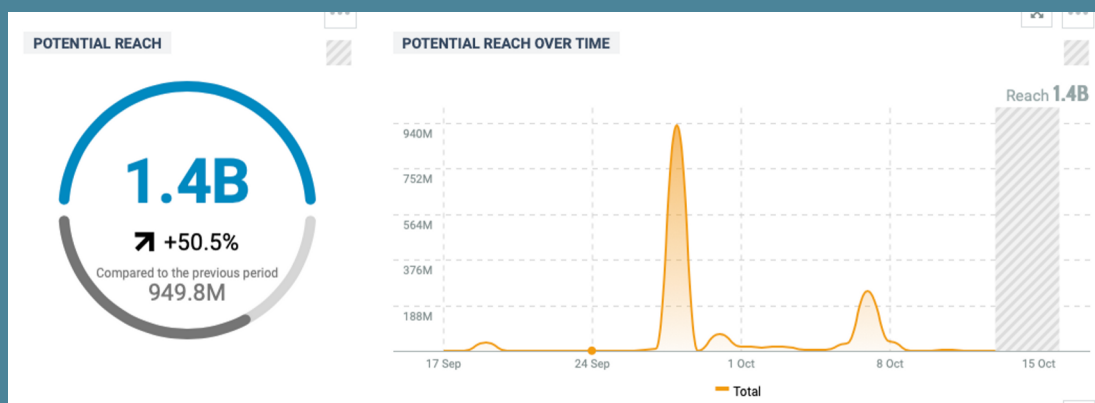 POTENTIAL REACH
1.4B
+50.5%
Compared to the previous period
949.8M
POTENTIAL REACH OVER TIME
Reach 1.4B
940M
752M
564M
376M
188M
17 Sep 24 Sep 1 Oct 8 Oct 15 Oct
Total